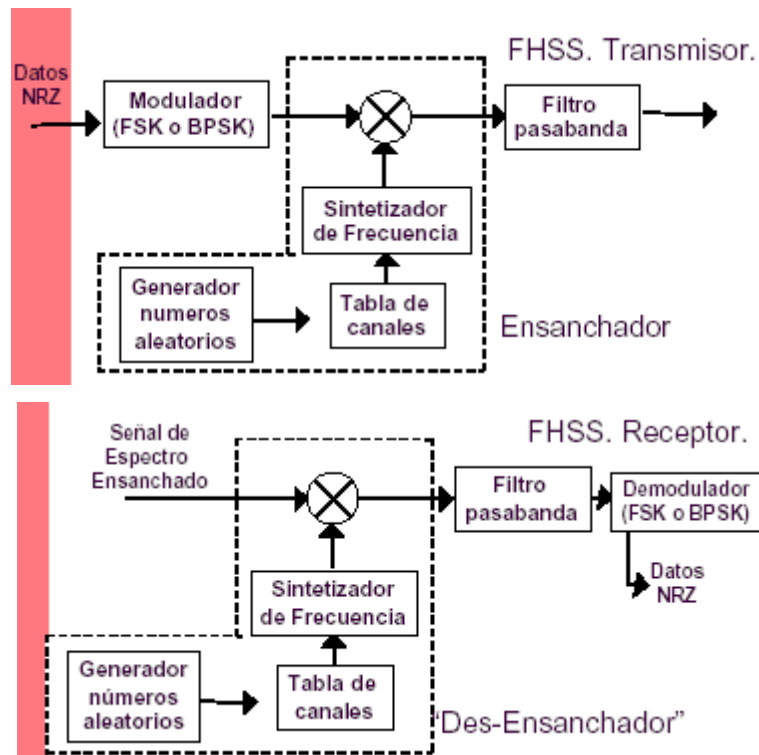 FHSS. Transmisor.
Datos
NRZ
Modulador
(FSK o BPSK)
Filtro
pasabanda
Sintetizador
de Frecuencia
Generador
numeros
aleatorios
Tabla de
canales
Ensanchador
FHSS. Receptor.
Señal de
Espectro
Ensanchado
Filtro
pasabanda
Demodulador
(FSK o BPSK)
Datos
NRZ
Sintetizador
de Frecuencia
Generador
números
aleatorios
Tabla de
canales
"Des-Ensanchador"